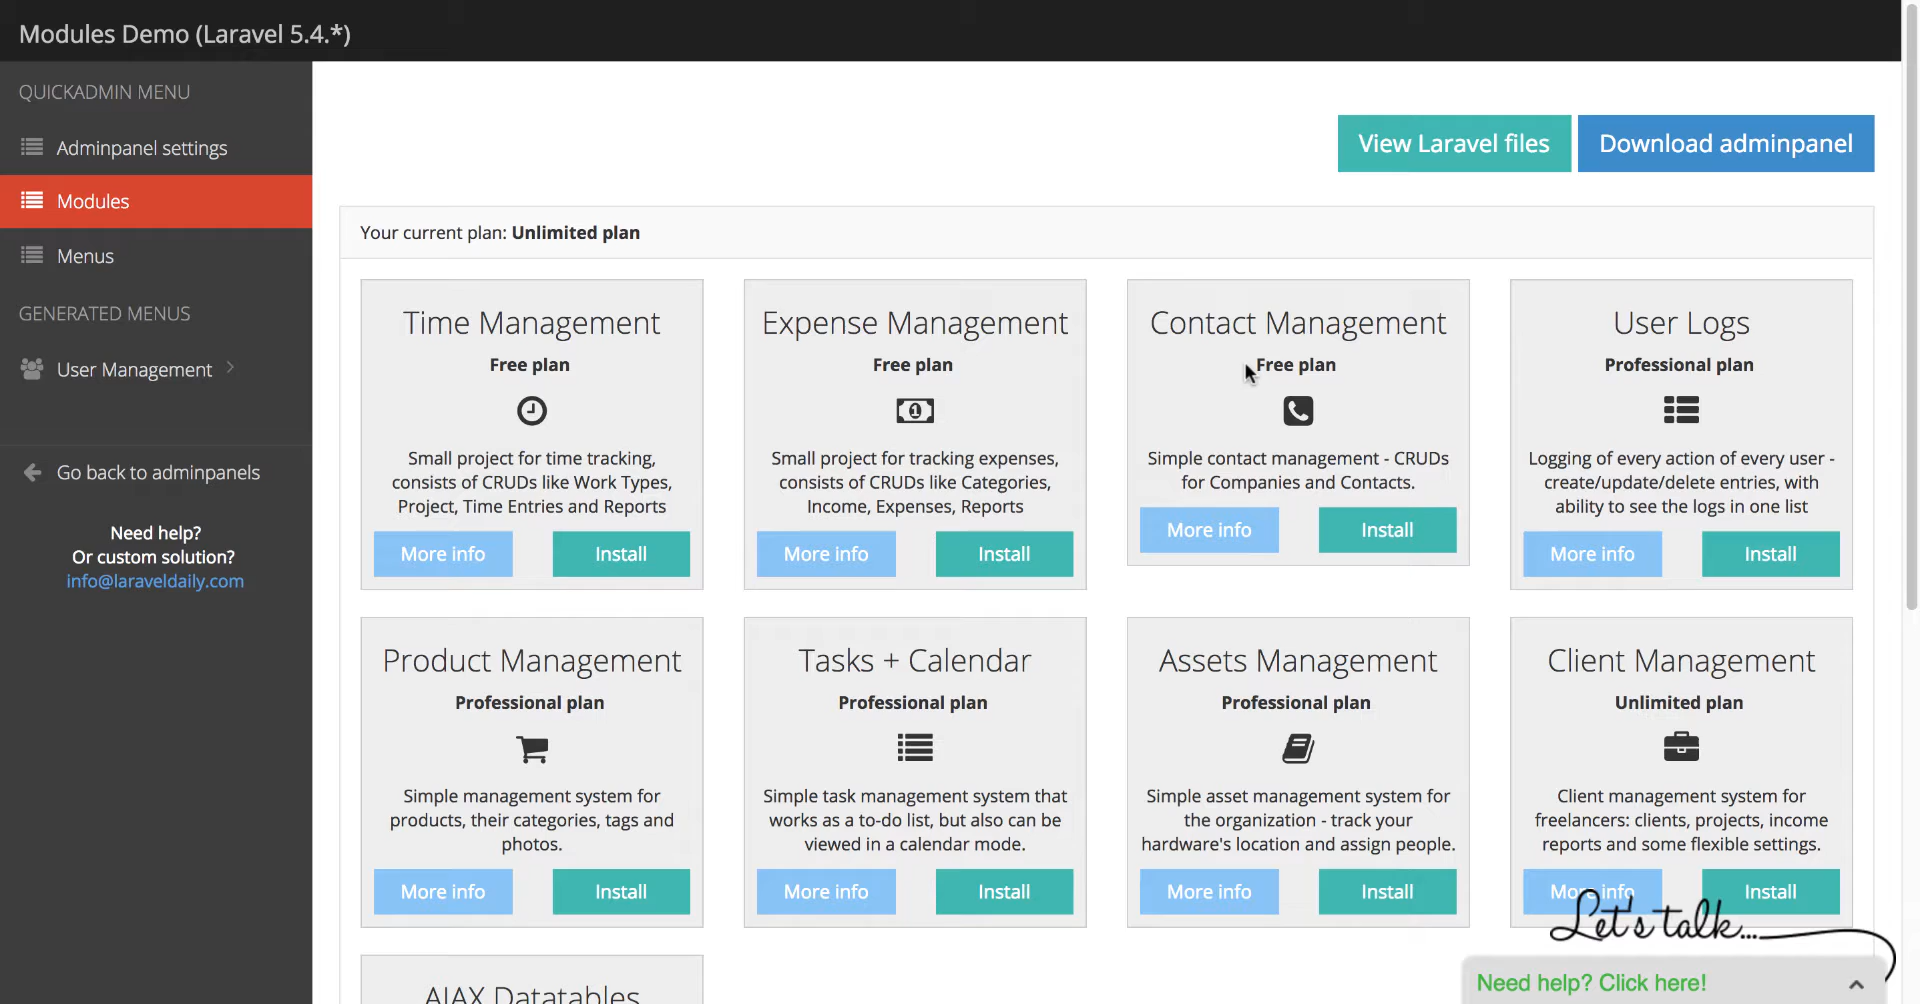 Modules Demo (Laravel 5.4.*)
QUICKADMIN MENU
Adminpanel settings
Modules
Menus
GENERATED MENUS
User Management
Go back to adminpanels
Need help?
Or custom solution?
info@laraveldaily.com
View Laravel files
Download adminpanel
Your current plan: Unlimited plan
Time Management
Free plan
Small project for time tracking,
consists of CRUDs like Work Types,
Project, Time Entries and Reports
More info
Install
Expense Management
Free plan
1
Small project for tracking expenses,
consists of CRUDs like Categories,
Income, Expenses, Reports
More info
Install
Contact Management
Free plan
Simple contact management - CRUDs
for Companies and Contacts.
More info
Install
User Logs
Professional plan
Logging of every action of every user -
create/update/delete entries, with
ability to see the logs in one list
More info
Install
Product Management
Professional plan
Simple management system for
products, their categories, tags and
photos.
More info
Install
Tasks + Calendar
Professional plan
Simple task management system that
works as a to-do list, but also can be
viewed in a calendar mode.
More info
Install
Assets Management
Professional plan
Simple asset management system for
the organization - track your
hardware's location and assign people.
More info
Install
Client Management
Unlimited plan
Client management system for
freelancers: clients, projects, income
reports and some flexible settings.
More info
Install
AJAX Datatables
Let's talk...
Need help? Click here!